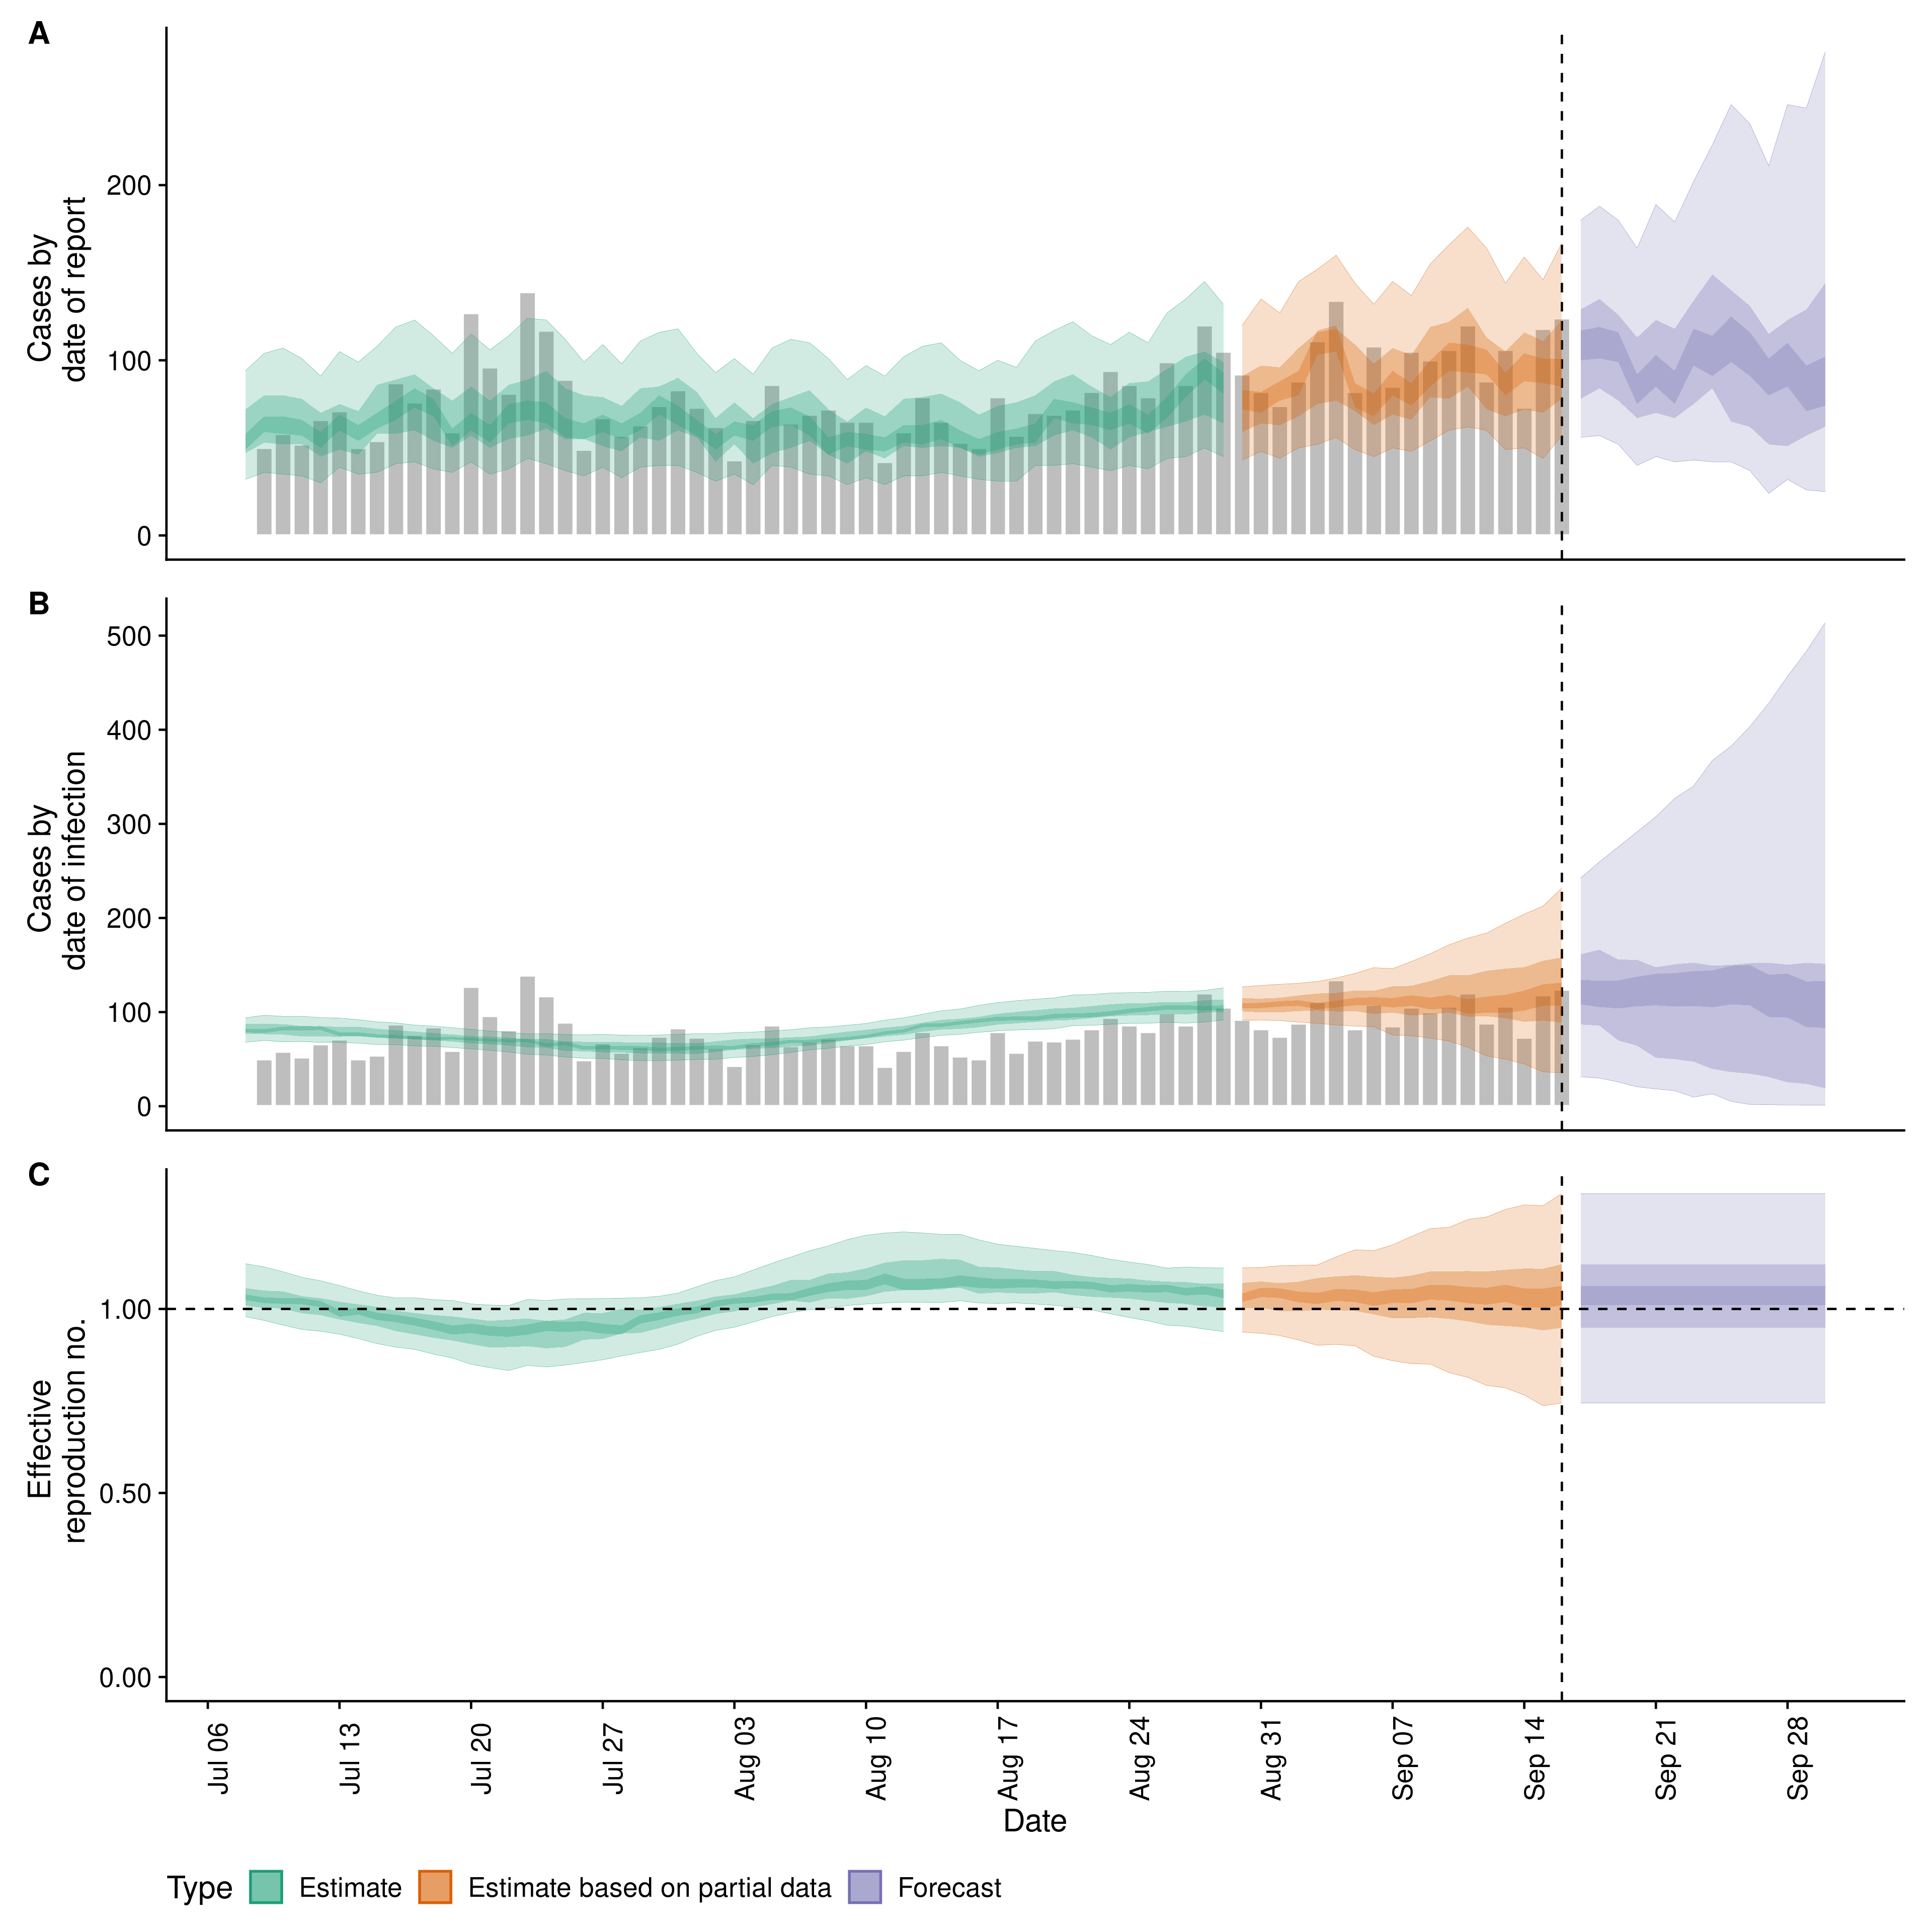 A
Cases by
date of report
200
100
0
B
Cases by
date of infection
500
400
300
200
100
0
C
Effective
reproduction no.
1.00
0.50
0.00
Jul 06
Jul 13
Jul 20
Jul 27
Aug 03
Aug 10
Aug 17
Aug 24
Aug 31
Sep 07
Sep 14
Sep 21
Sep 28
Date
Type Estimate Estimate based on partial data Forecast